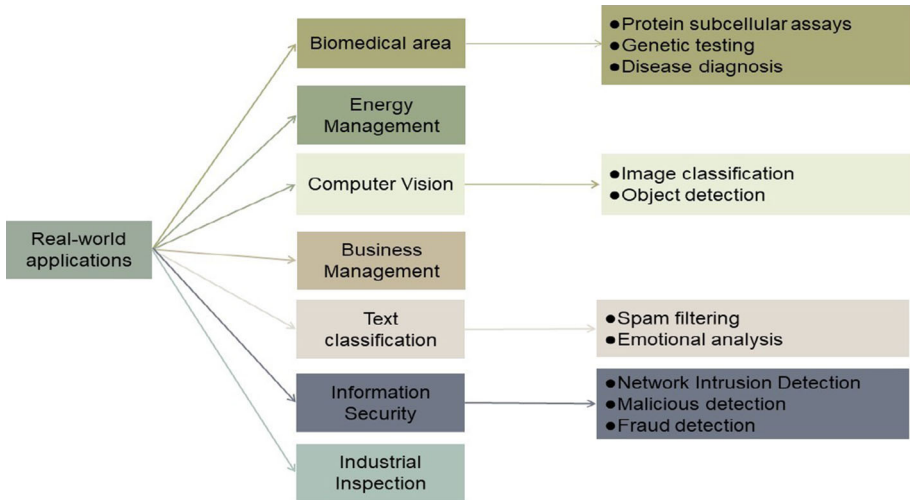 Real-world
applications
Biomedical area
●Protein subcellular assays
●Genetic testing
●Disease diagnosis
Energy
Management
Computer Vision
●Image classification
●Object detection
Business
Management
Text
classification
●Spam filtering
●Emotional analysis
Information
Security
●Network Intrusion Detection
●Malicious detection
●Fraud detection
Industrial
Inspection